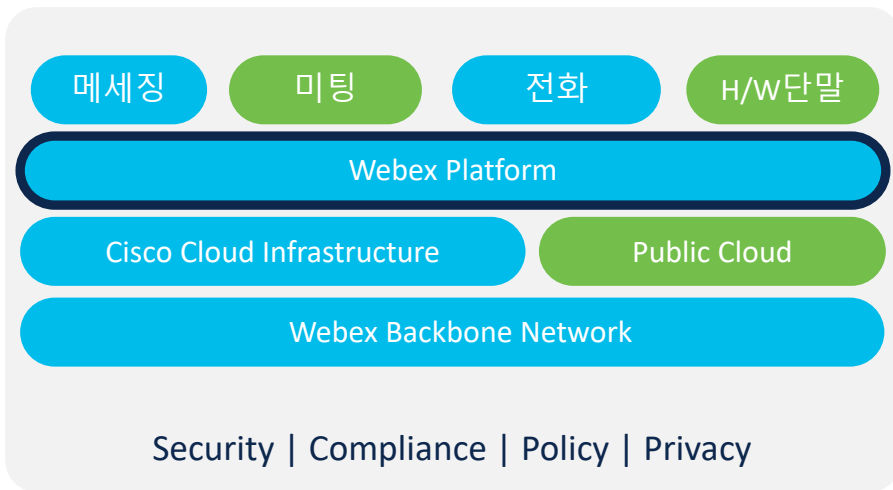 메세징 미팅 전화 H/W단말
Webex Platform
Cisco Cloud Infrastructure Public Cloud
Webex Backbone Network
Security | Compliance | Policy | Privacy